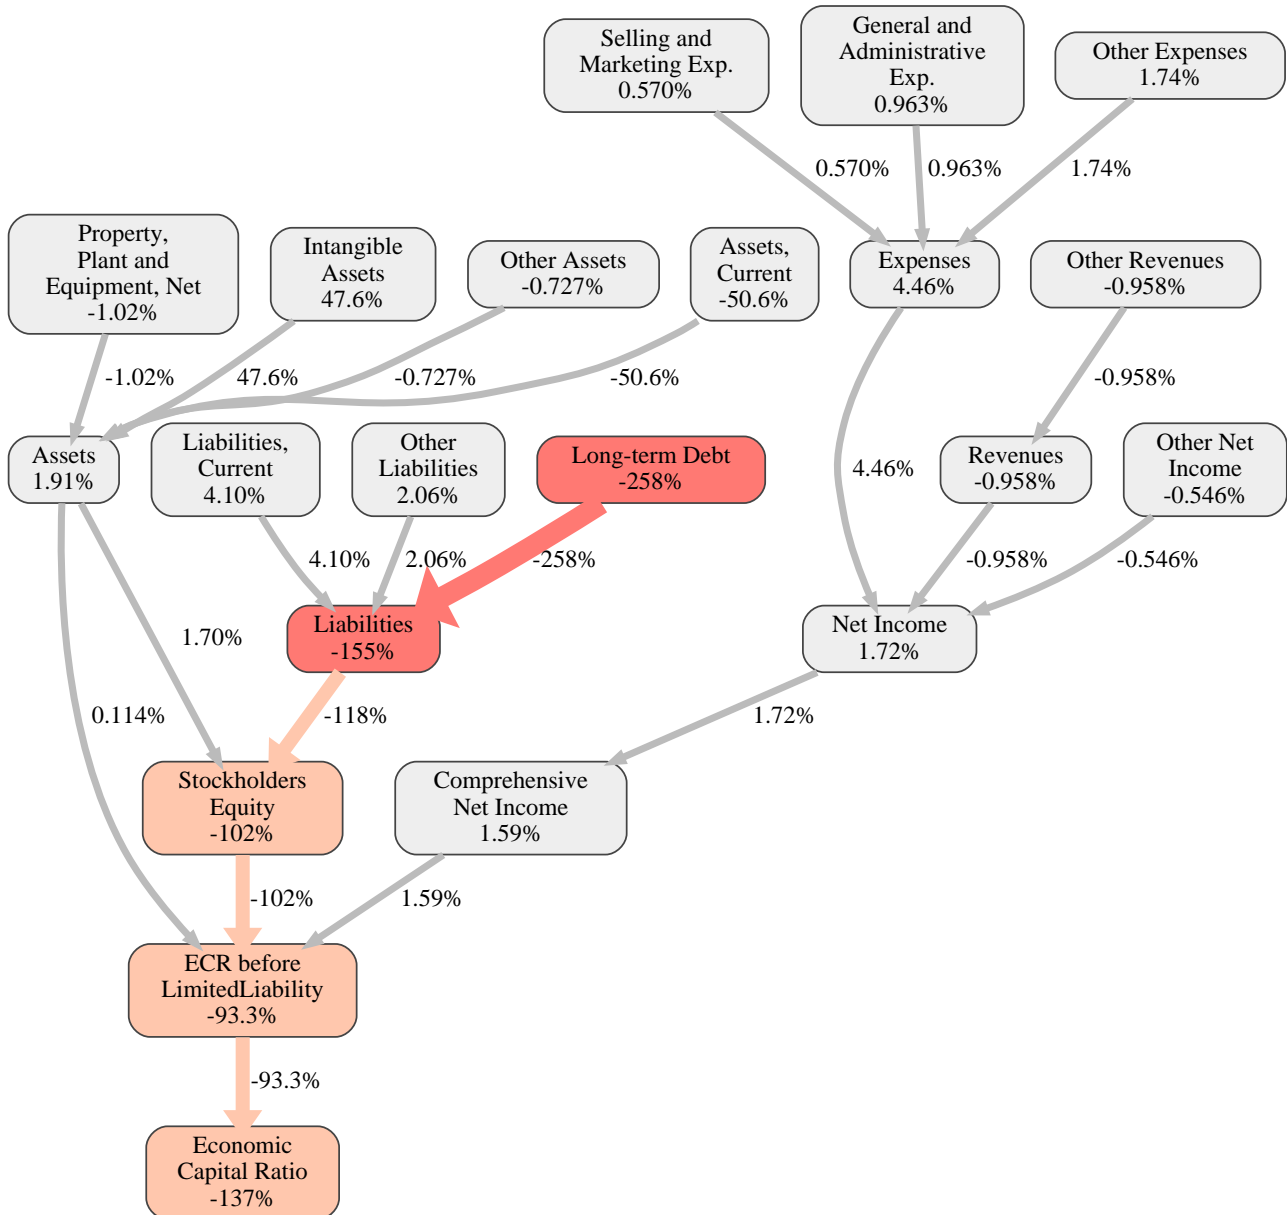 Selling and
Marketing Exp.
0.570%
General and
Administrative
Exp.
0.963%
Other Expenses
1.74%
0.570%
0.963%
1.74%
Property,
Plant and
Equipment, Net
-1.02%
Intangible
Assets
47.6%
Other Assets
-0.727%
Assets,
Current
-50.6%
Expenses
4.46%
Other Revenues
-0.958%
-1.02%
47.6%
-0.727%
-50.6%
-0.958%
Assets
1.91%
Liabilities,
Current
4.10%
Other
Liabilities
2.06%
Long-term Debt
-258%
4.46%
Revenues
-0.958%
Other Net
Income
-0.546%
4.10%
2.06%
-258%
-0.958%
-0.546%
1.70%
Liabilities
-155%
Net Income
1.72%
0.114%
-118%
1.72%
Stockholders
Equity
-102%
Comprehensive
Net Income
1.59%
-102%
1.59%
ECR before
LimitedLiability
-93.3%
-93.3%
Economic
Capital Ratio
-137%